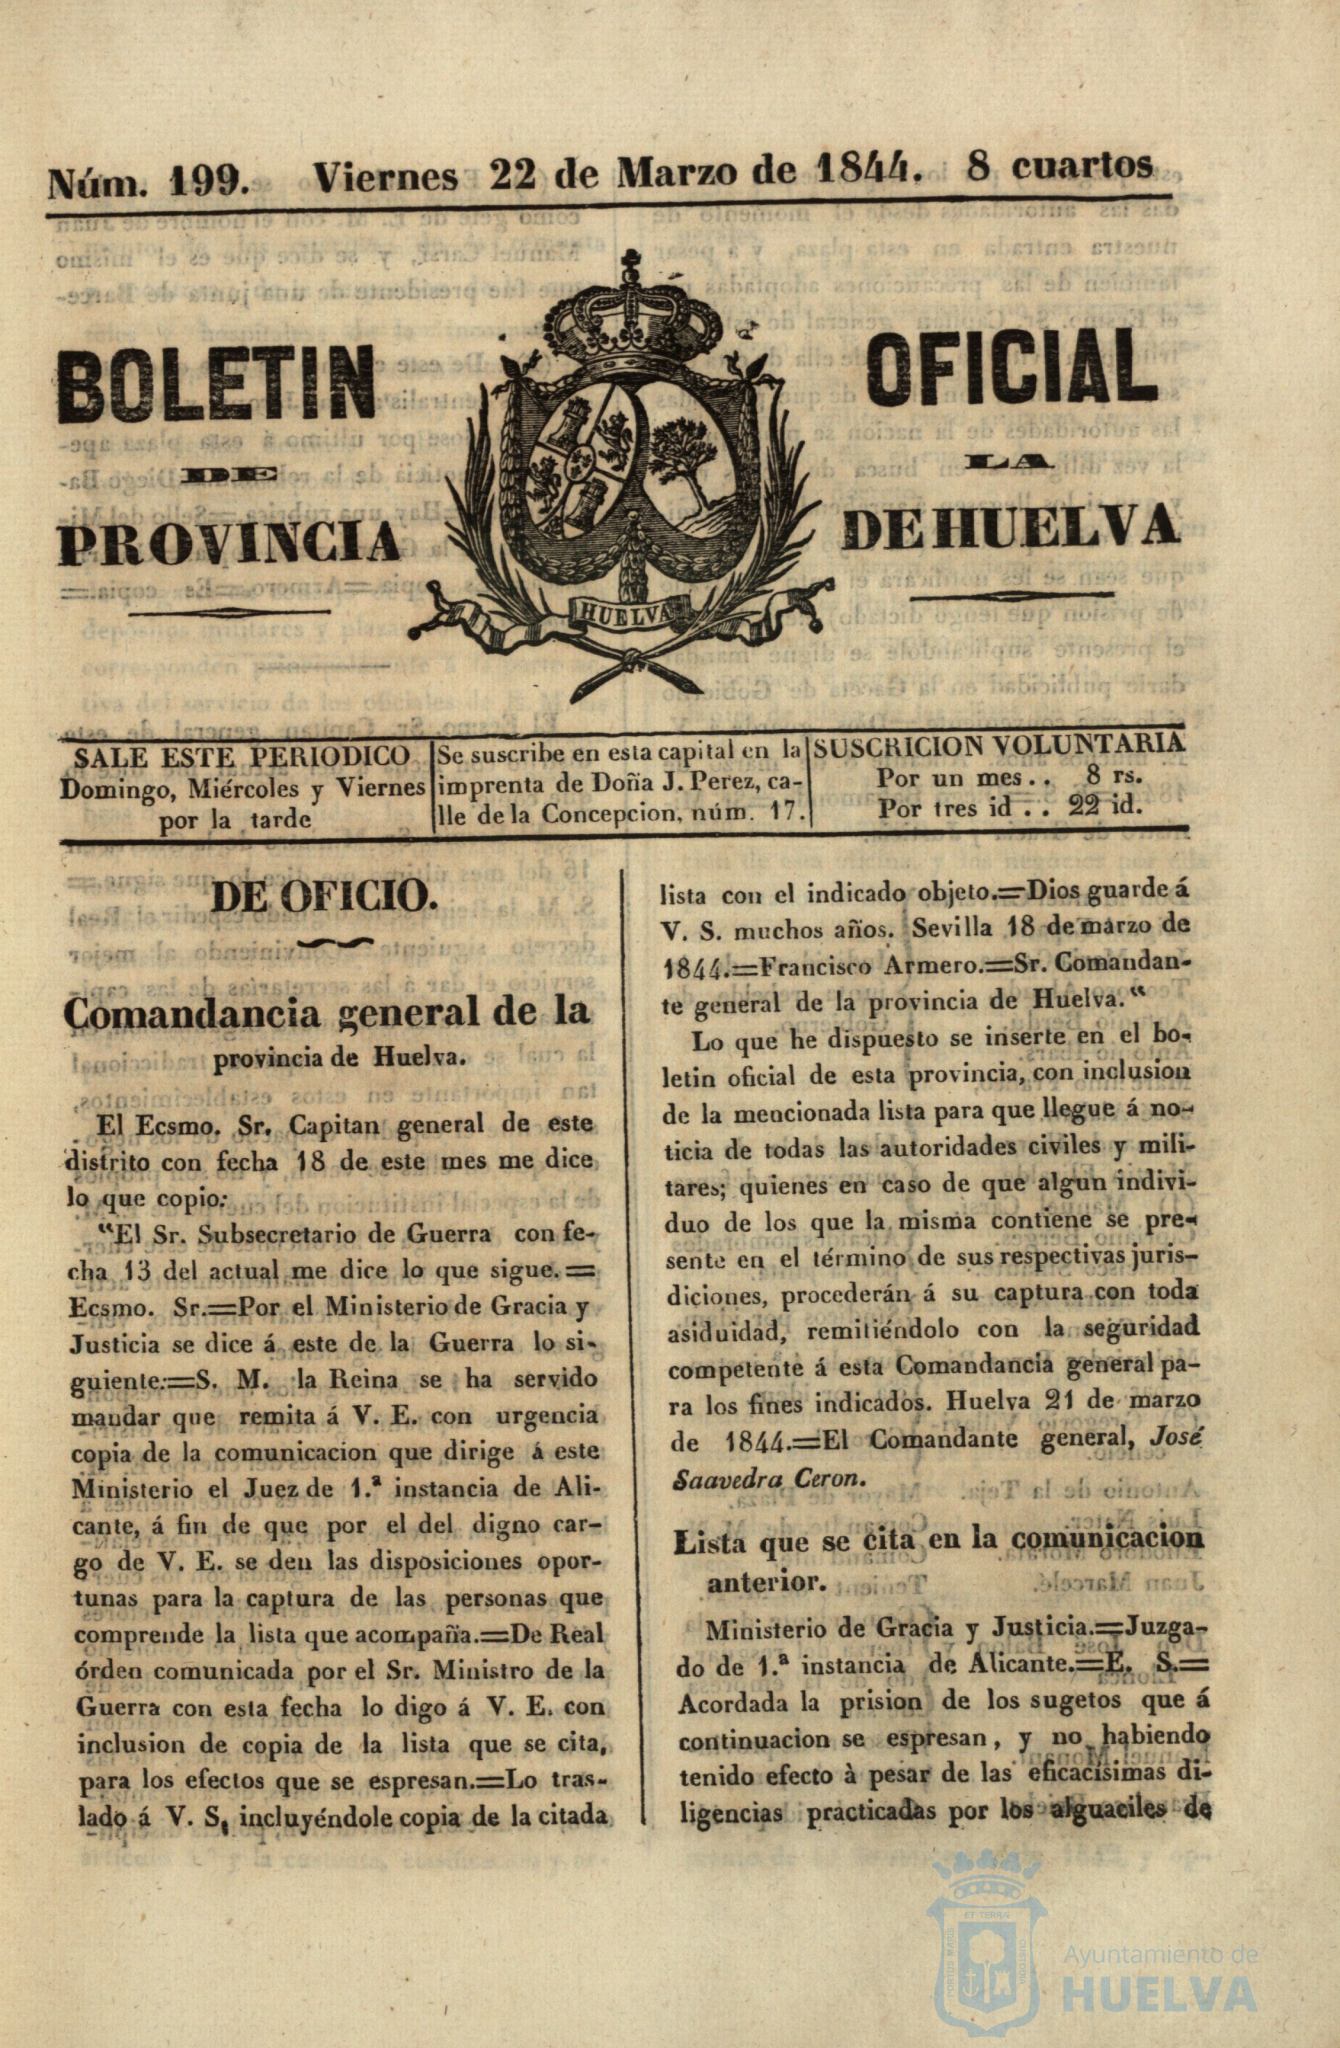 Núm. 199. Viernes 22 de Marzo de 1844. 8 cuartos
BOLETIN OFICIAL
DE LA
PROVINCIA DE HUELVA
HUELVA
SALE ESTE PERIODICO
Domingo, Miércoles y Viernes
por la tarde
Se suscribe en esta capital en la
imprenta de Doña J. Perez, ca-
lle de la Concepcion, núm. 17.
SUSCRICION VOLUNTARIA
Por un mes . . 8 rs.
Por tres id . . 22 id.
DE OFICIO.
Comandancia general de la
provincia de Huelva.
El Ecsmo. Sr. Capitan general de este
distrito con fecha 18 de este mes me dice
lo que copio:
"El Sr. Subsecretario de Guerra con fe-
cha 13 del actual me dice lo que sigue.=
Ecsmo. Sr.=Por el Ministerio de Gracia y
Justicia se dice á este de la Guerra lo si-
guiente:=S. M. la Reina se ha servido
mandar que remita á V. E. con urgencia
copia de la comunicacion que dirige á este
Ministerio el Juez de 1.ª instancia de Ali-
cante, á fin de que por el del digno car-
go de V. E. se den las disposiciones opor-
tunas para la captura de las personas que
comprende la lista que acompaña.=De Real
órden comunicada por el Sr. Ministro de la
Guerra con esta fecha lo digo á V. E. con
inclusion de copia de la lista que se cita,
para los efectos que se espresan.=Lo tras-
lado á V. S, incluyéndole copia de la citada
lista con el indicado objeto.=Dios guarde á
V. S. muchos años. Sevilla 18 de marzo de
1844.=Francisco Armero.=Sr. Comandan-
te general de la provincia de Huelva."
Lo que he dispuesto se inserte en el bo-
letin oficial de esta provincia, con inclusion
de la mencionada lista para que llegue á no-
ticia de todas las autoridades civiles y mili-
tares; quienes en caso de que algun indivi-
duo de los que la misma contiene se pre-
sente en el término de sus respectivas juris-
diciones, procederán á su captura con toda
asiduidad, remitiéndolo con la seguridad
competente á esta Comandancia general pa-
ra los fines indicados. Huelva 21 de marzo
de 1844.=El Comandante general, José
Saavedra Ceron.
Lista que se cita en la comunicacion
anterior.
Ministerio de Gracia y Justicia.=Juzga-
do de 1.ª instancia de Alicante.=E. S.=
Acordada la prision de los sugetos que á
continuacion se espresan, y no habiendo
tenido efecto à pesar de las eficacísimas di-
ligencias practicadas por los alguaciles de
PORTUS MARIS ET TERRÆ CUSTODIA
Ayuntamiento de
HUELVA